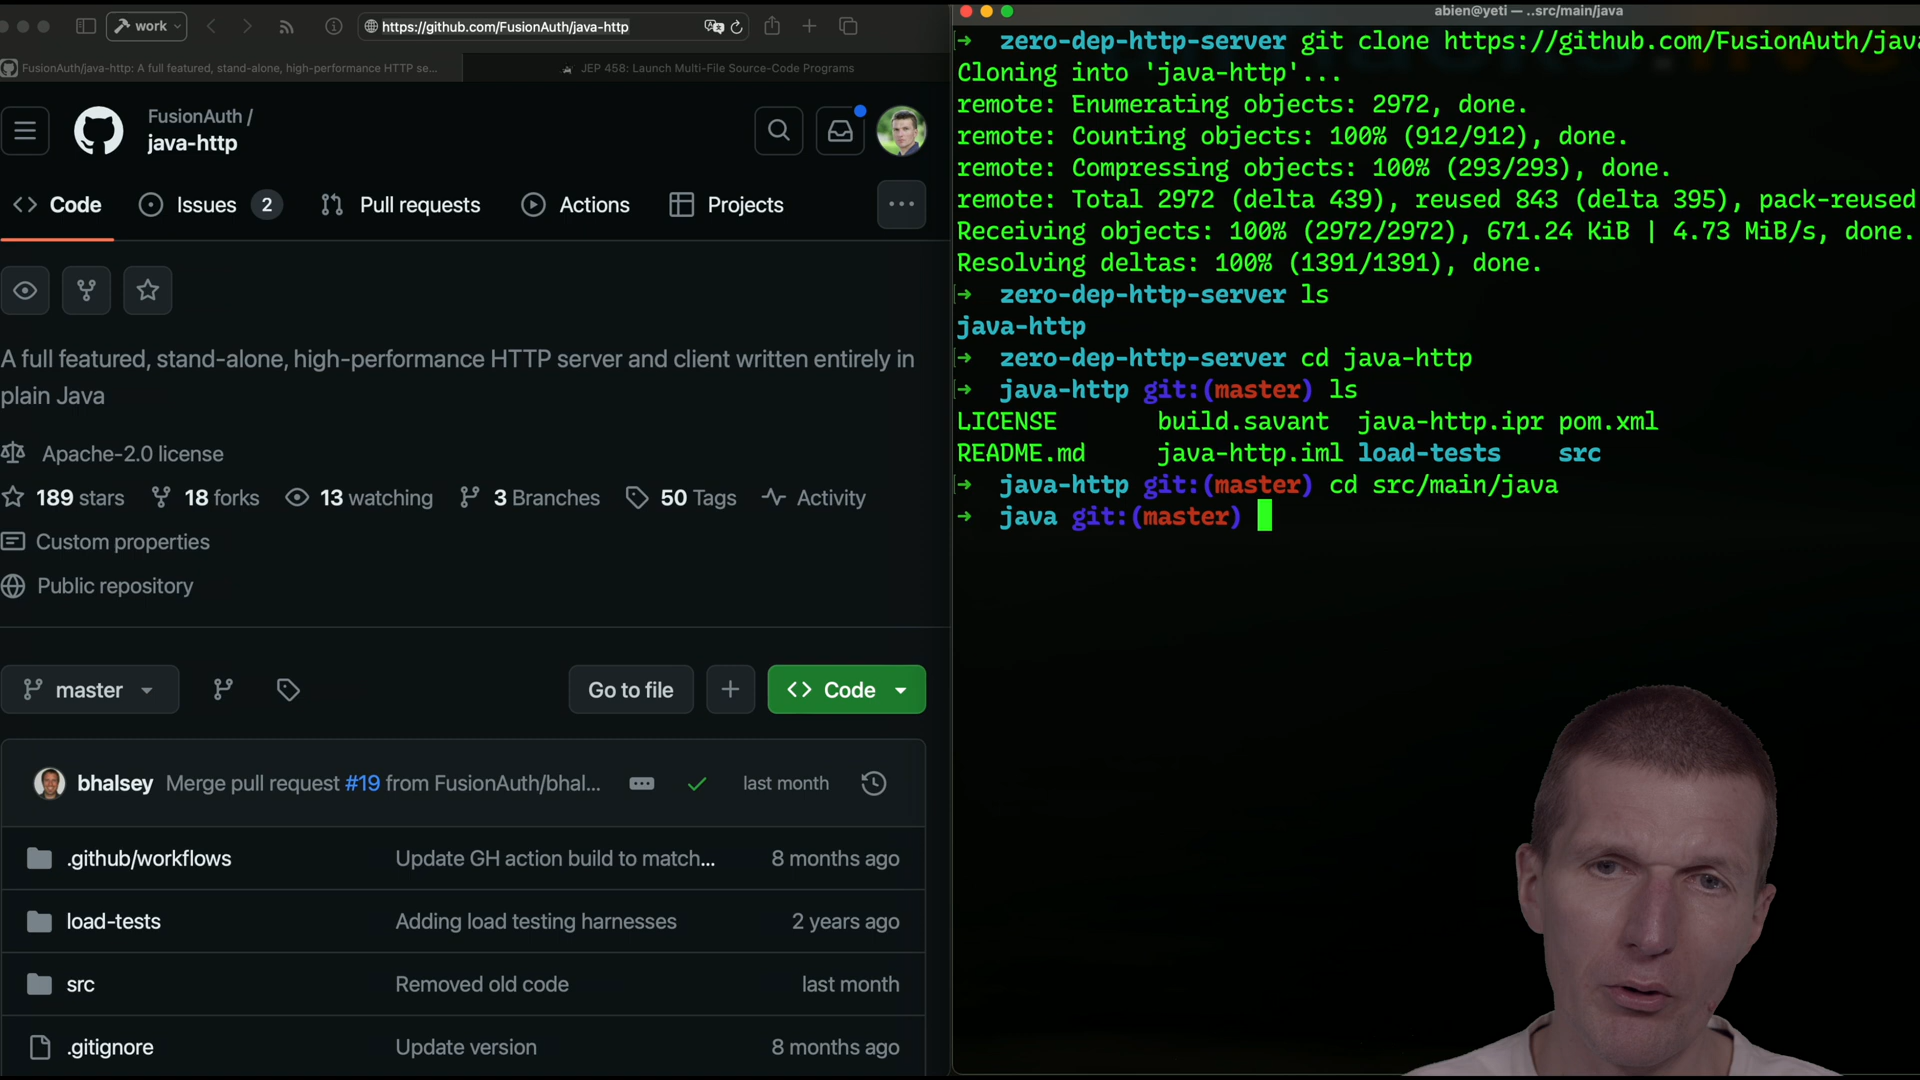 work
https://github.com/FusionAuth/java-http
FusionAuth/java-http: A full featured, stand-alone, high-performance HTTP se...
JEP 458: Launch Multi-File Source-Code Programs
FusionAuth /
java-http
Code
Issues 2
Pull requests
Actions
Projects
A full featured, stand-alone, high-performance HTTP server and client written entirely in
plain Java
Apache-2.0 license
189 stars 18 forks 13 watching 3 Branches 50 Tags Activity
Custom properties
Public repository
master
Go to file
Code
bhalsey Merge pull request #19 from FusionAuth/bhal... last month
.github/workflows Update GH action build to match... 8 months ago
load-tests Adding load testing harnesses 2 years ago
src Removed old code last month
.gitignore Update version 8 months ago
abien@yeti — ..src/main/java
→ zero-dep-http-server git clone https://github.com/FusionAuth/java
Cloning into 'java-http'...
remote: Enumerating objects: 2972, done.
remote: Counting objects: 100% (912/912), done.
remote: Compressing objects: 100% (293/293), done.
remote: Total 2972 (delta 439), reused 843 (delta 395), pack-reused
Receiving objects: 100% (2972/2972), 671.24 KiB | 4.73 MiB/s, done.
Resolving deltas: 100% (1391/1391), done.
→ zero-dep-http-server ls
java-http
→ zero-dep-http-server cd java-http
→ java-http git:(master) ls
LICENSE build.savant java-http.ipr pom.xml
README.md java-http.iml load-tests src
→ java-http git:(master) cd src/main/java
→ java git:(master)